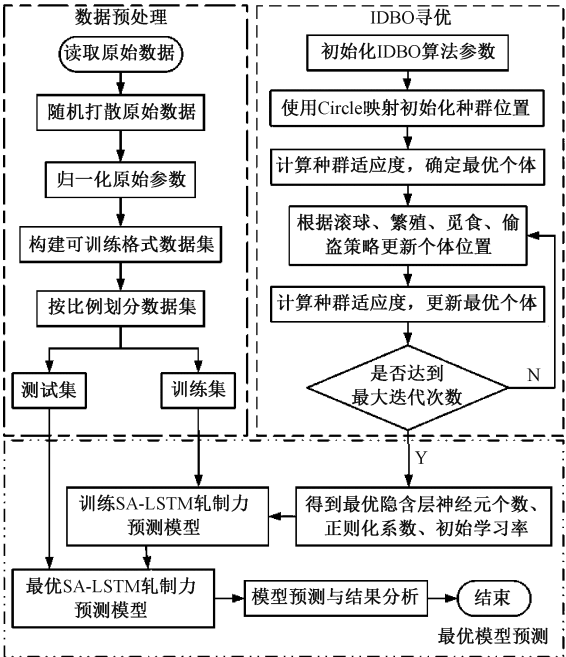 数据预处理
读取原始数据
随机打散原始数据
归一化原始参数
构建可训练格式数据集
按比例划分数据集
测试集
训练集
IDBO寻优
初始化IDBO算法参数
使用Circle映射初始化种群位置
计算种群适应度，确定最优个体
根据滚球、繁殖、觅食、偷
盗策略更新个体位置
计算种群适应度，更新最优个体
是否达到
最大迭代次数
N
Y
训练SA-LSTM轧制力
预测模型
得到最优隐含层神经元个数、
正则化系数、初始学习率
最优SA-LSTM轧制力
预测模型
模型预测与结果分析
结束
最优模型预测